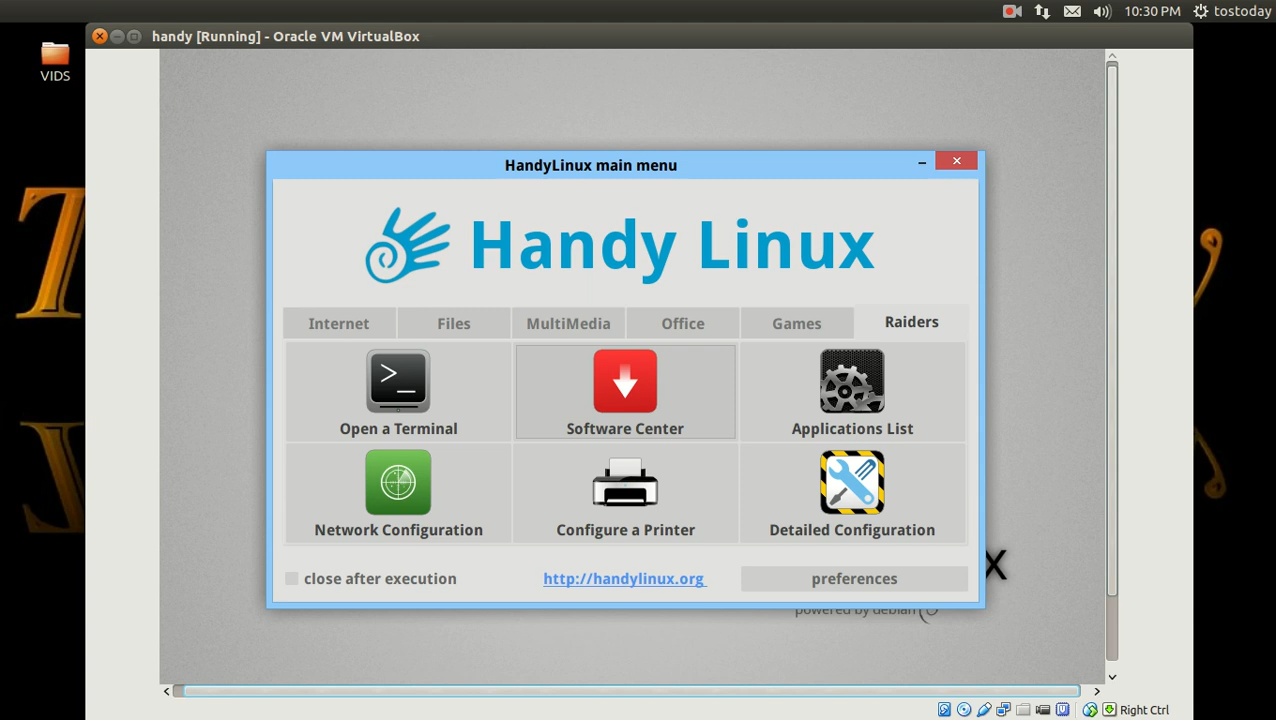 10:30 PM tostoday
handy [Running] - Oracle VM VirtualBox
VIDS
HandyLinux main menu
Handy Linux
Internet Files MultiMedia Office Games Raiders
>_
Open a Terminal Software Center Applications List
Network Configuration Configure a Printer Detailed Configuration
close after execution http://handylinux.org preferences
x
powered by debian
Right Ctrl